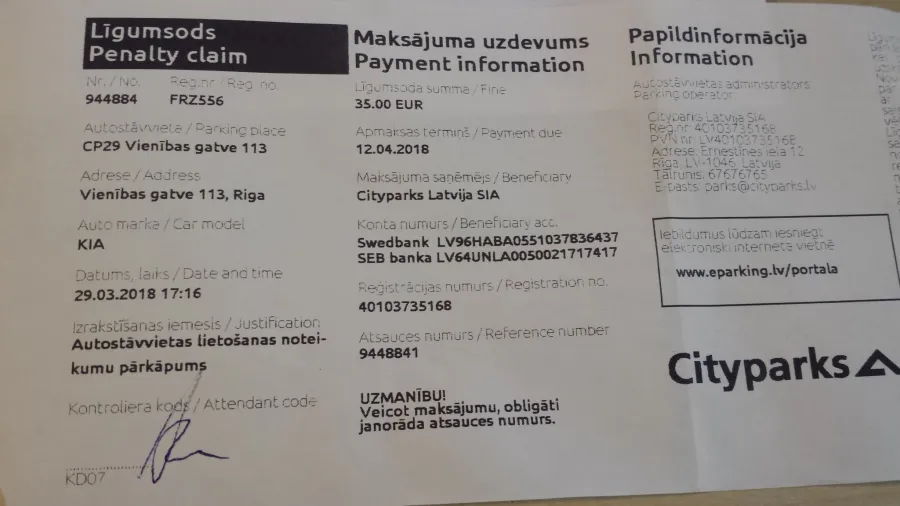 Līgumsods
Penalty claim
Nr. / No. Reg.nr / Reg. no.
944884 FRZ556
Autostāvvieta / Parking place
CP29 Vienības gatve 113
Adrese / Address
Vienības gatve 113, Riga
Auto marka / Car model
KIA
Datums, laiks / Date and time
29.03.2018 17:16
Izrakstīšanas iemesls / Justification
Autostāvvietas lietošanas notei-
kumu pārkāpums
Kontroliera kods / Attendant code
KD07
Maksājuma uzdevums
Payment information
Līgumsoda summa / Fine
35.00 EUR
Apmaksas termiņš / Payment due
12.04.2018
Maksājuma saņēmējs / Beneficiary
Cityparks Latvija SIA
Konta numurs / Beneficiary acc.
Swedbank LV96HABA0551037836437
SEB banka LV64UNLA0050021717417
Reģistrācijas numurs / Registration no.
40103735168
Atsauces numurs / Reference number
9448841
UZMANĪBU!
Veicot maksājumu, obligāti
janorāda atsauces numurs.
Papildinformācija
Information
Autostāvvietas administrators
Parking operator:
Cityparks Latvija SIA
Reg.nr: 40103735168
PVN nr: LV40103735168
Adrese: Ernestīnes iela 12
Rīga, LV-1046, Latvija
Tālrunis: 67676765
E-pasts: parks@cityparks.lv
Iebildumus lūdzam iesniegt
elektroniski interneta vietnē
www.eparking.lv/portala
Cityparks